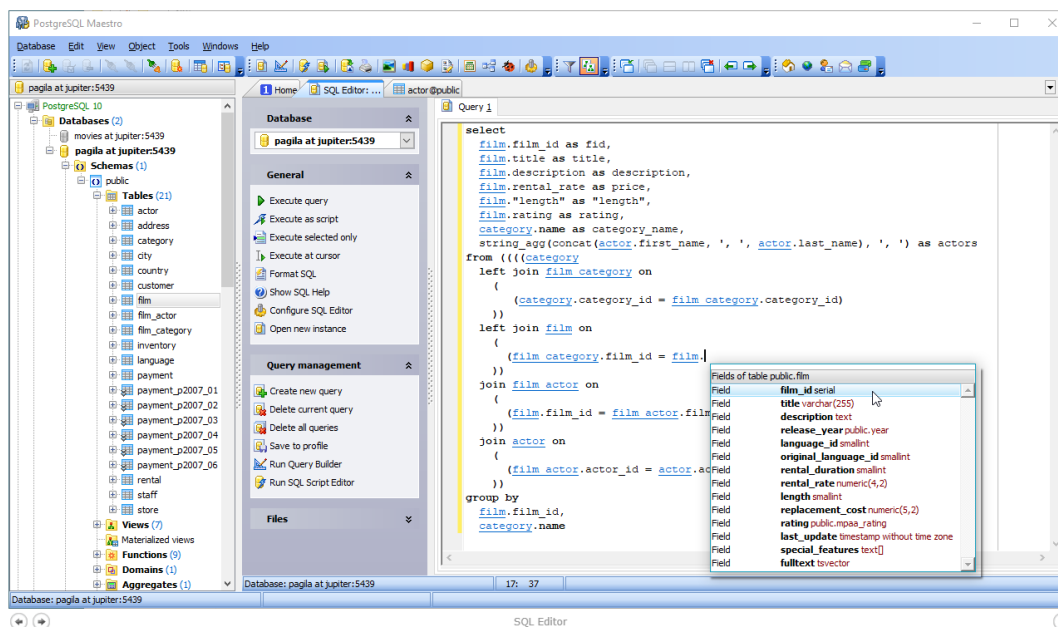 PostgreSQL Maestro
Database Edit View Object Tools Windows Help
pagila at jupiter:5439
1 Home SQL Editor: ... actor@public
PostgreSQL 10
Databases (2)
movies at jupiter:5439
pagila at jupiter:5439
Schemas (1)
public
Tables (21)
actor
address
category
city
country
customer
film
film_actor
film_category
inventory
language
payment
payment_p2007_01
payment_p2007_02
payment_p2007_03
payment_p2007_04
payment_p2007_05
payment_p2007_06
rental
staff
store
Views (7)
Materialized views
Functions (9)
Domains (1)
Aggregates (1)
Database
pagila at jupiter:5439
General
Execute query
Execute as script
Execute selected only
Execute at cursor
Format SQL
Show SQL Help
Configure SQL Editor
Open new instance
Query management
Create new query
Delete current query
Delete all queries
Save to profile
Run Query Builder
Run SQL Script Editor
Files
Query 1
select
film.film_id as fid,
film.title as title,
film.description as description,
film.rental_rate as price,
film."length" as "length",
film.rating as rating,
category.name as category_name,
string_agg(concat(actor.first_name, ', ', actor.last_name), ', ') as actors
from ((((category
left join film_category on
(
(category.category_id = film_category.category_id)
))
left join film on
(
(film_category.film_id = film.
))
join film_actor on
(
(film.film_id = film_actor.film
))
join actor on
(
(film_actor.actor_id = actor.ac
))
group by
film.film_id,
category.name
Fields of table public.film
Field film_id serial
Field title varchar(255)
Field description text
Field release_year public.year
Field language_id smallint
Field original_language_id smallint
Field rental_duration smallint
Field rental_rate numeric(4,2)
Field length smallint
Field replacement_cost numeric(5,2)
Field rating public.mpaa_rating
Field last_update timestamp without time zone
Field special_features text[]
Field fulltext tsvector
Database: pagila at jupiter:5439 17: 37
Database: pagila at jupiter:5439
SQL Editor